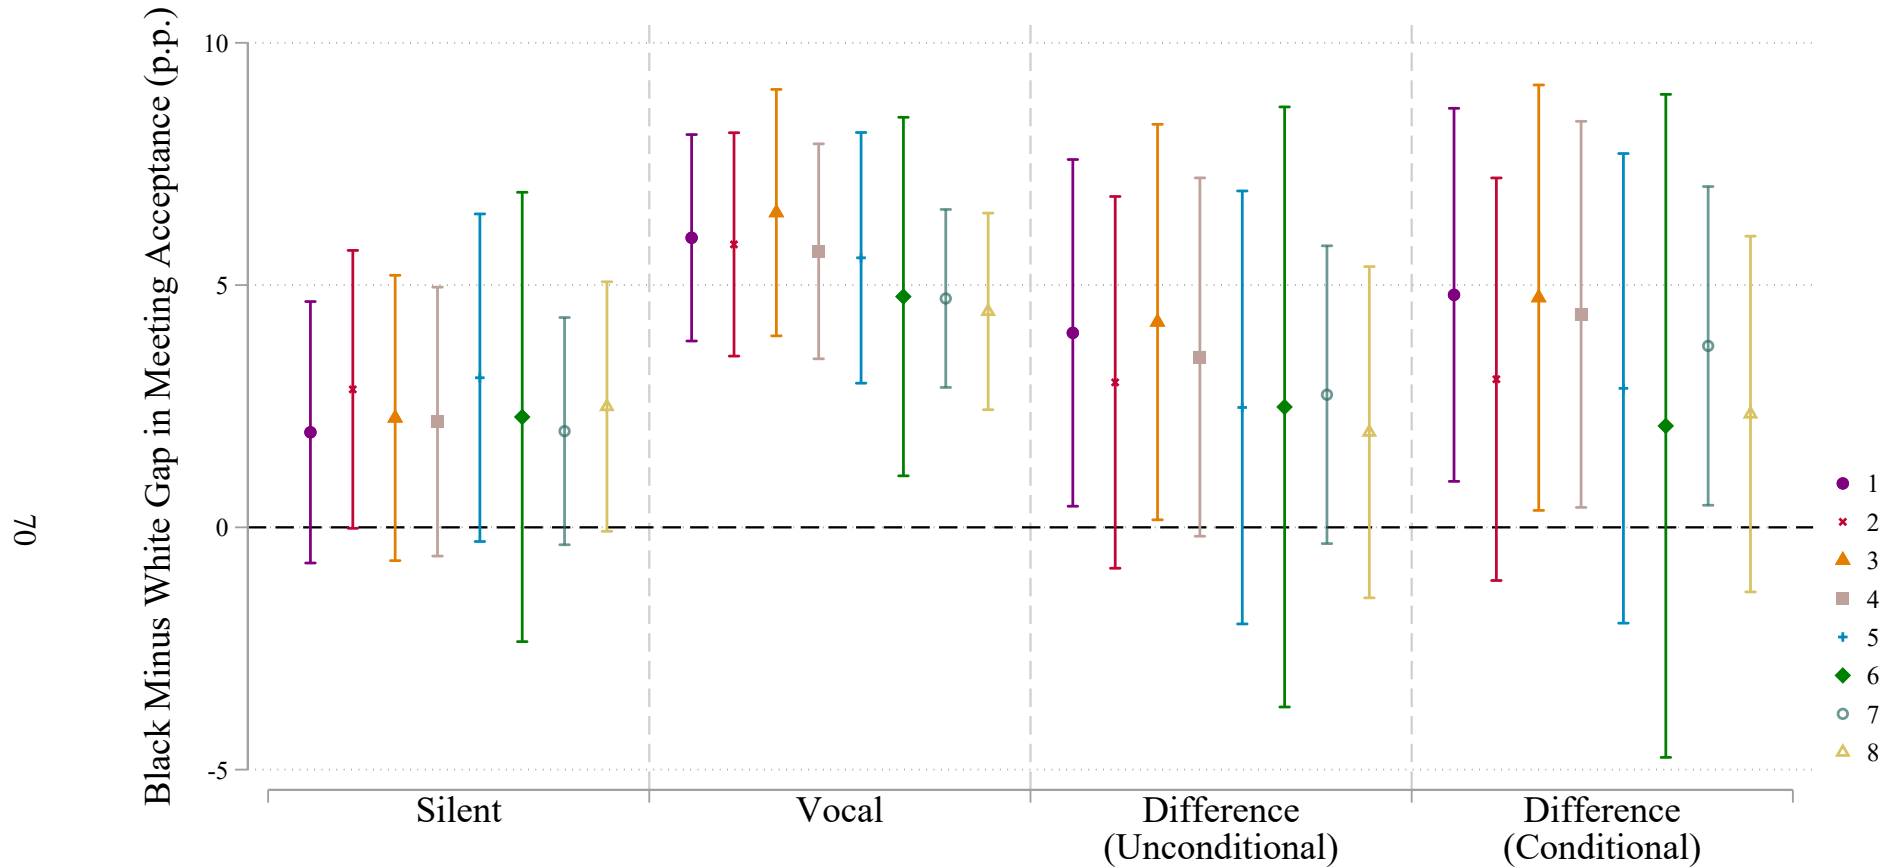 Black Minus White Gap in Meeting Acceptance (p.p.)
10
5
0
-5
Silent
Vocal
Difference
(Unconditional)
Difference
(Conditional)
1
2
3
4
5
6
7
8
70